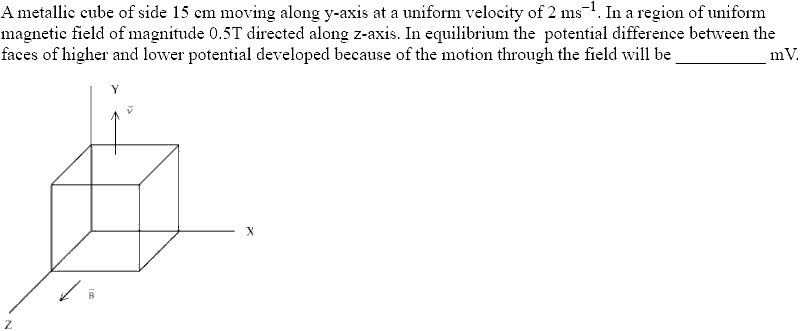 A metallic cube of side 15 cm moving along y-axis at a uniform velocity of 2 ms⁻¹. In a region of uniform
magnetic field of magnitude 0.5T directed along z-axis. In equilibrium the potential difference between the
faces of higher and lower potential developed because of the motion through the field will be __________ mV.
Y
v⃗
X
B⃗
Z